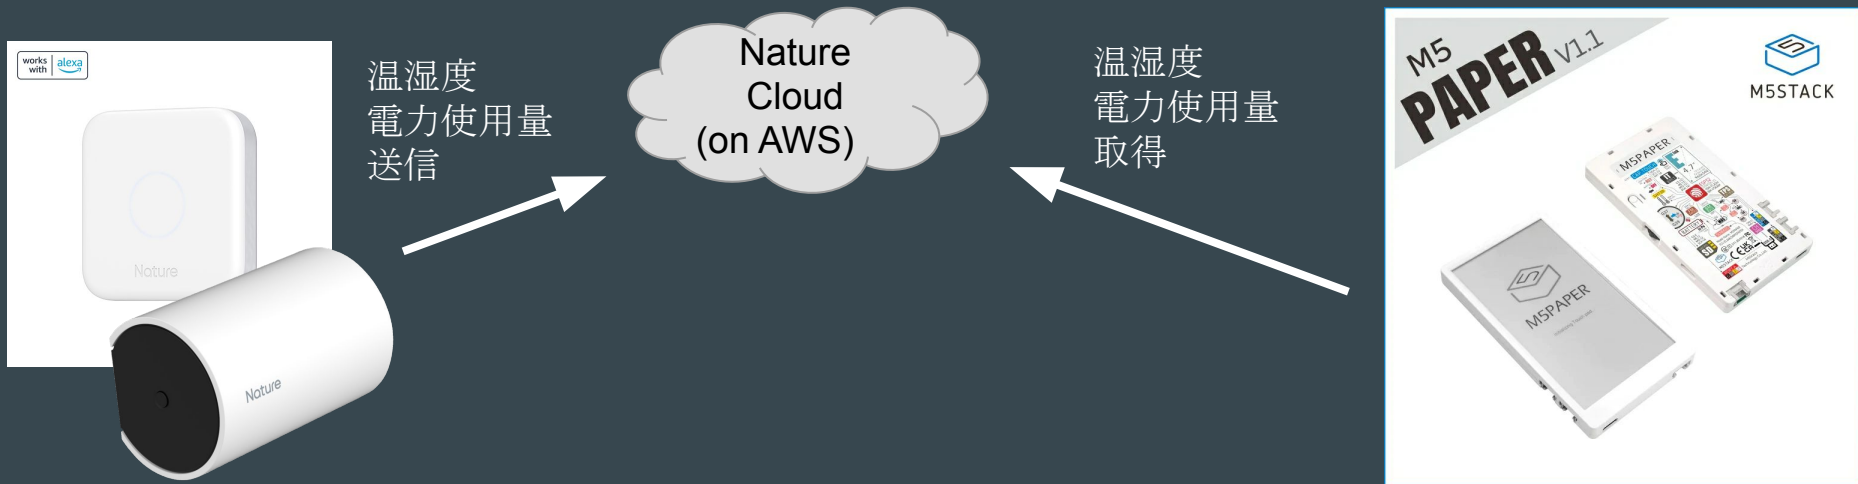 works with | alexa
Nature
Nature
温湿度
電力使用量
送信
Nature
Cloud
(on AWS)
温湿度
電力使用量
取得
M5
PAPER V1.1
M5STACK
M5PAPER
M5PAPER